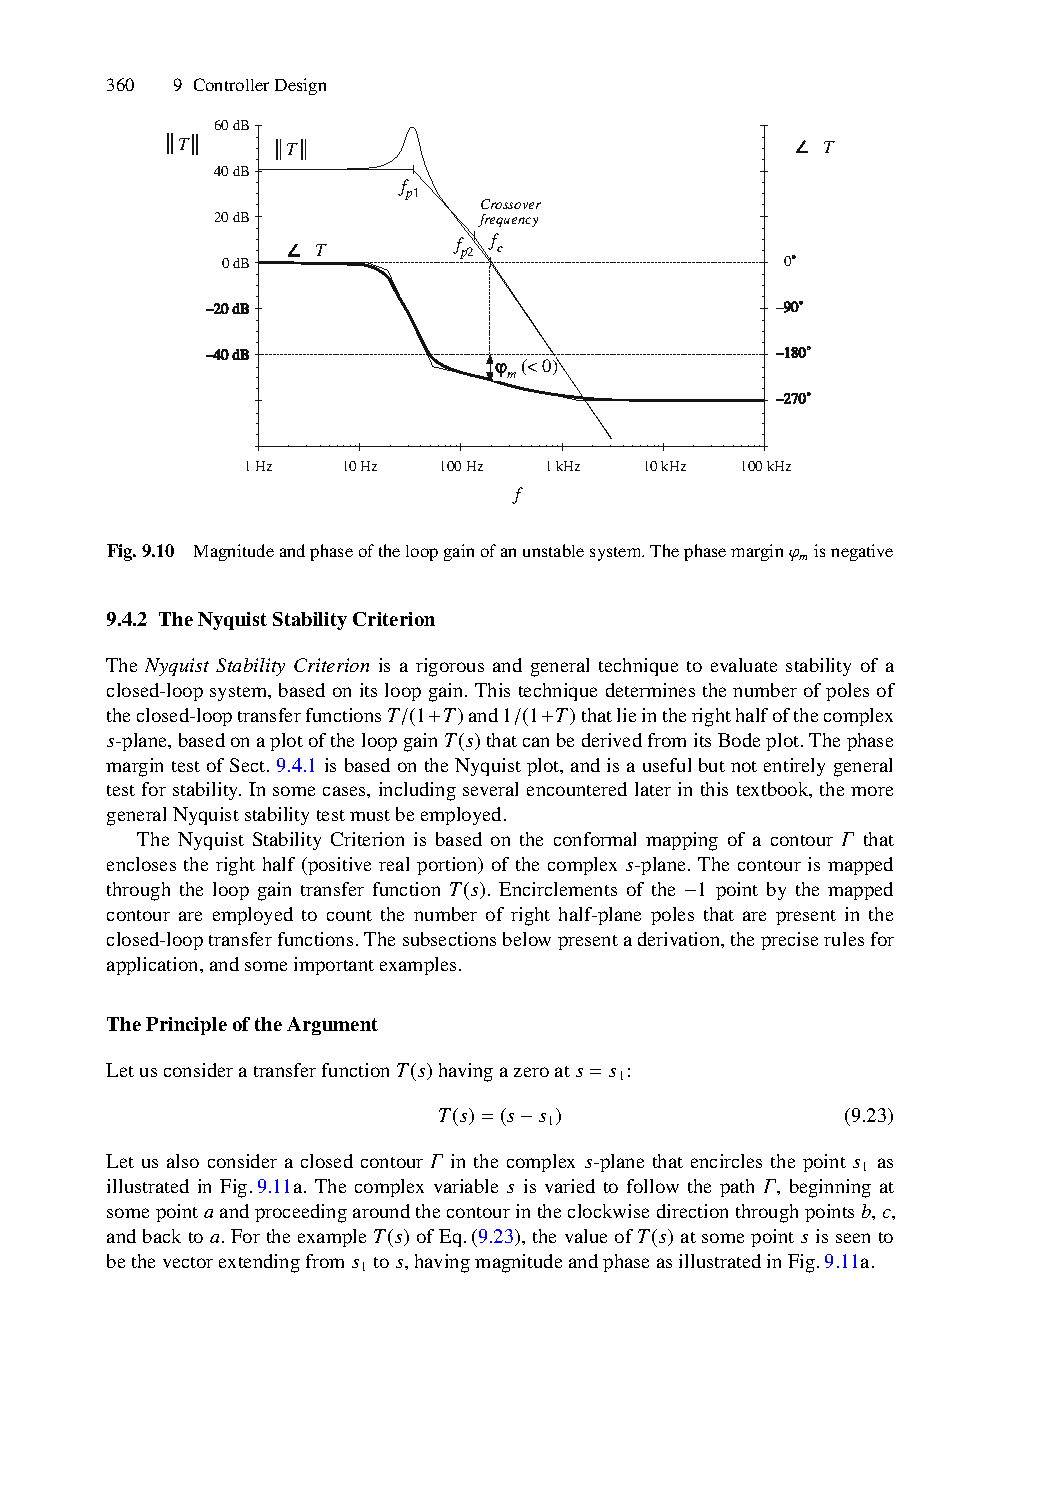 360 9 Controller Design
60 dB
‖T‖ ‖T‖ ∠ T
40 dB
fp1
Crossover
20 dB frequency
∠ T fp2 fc
0 dB 0°
–20 dB –90°
–40 dB –180°
φm (< 0)
–270°
1 Hz 10 Hz 100 Hz 1 kHz 10 kHz 100 kHz
f
Fig. 9.10 Magnitude and phase of the loop gain of an unstable system. The phase margin φm is negative
9.4.2 The Nyquist Stability Criterion
The Nyquist Stability Criterion is a rigorous and general technique to evaluate stability of a
closed-loop system, based on its loop gain. This technique determines the number of poles of
the closed-loop transfer functions T/(1+T) and 1/(1+T) that lie in the right half of the complex
s-plane, based on a plot of the loop gain T(s) that can be derived from its Bode plot. The phase
margin test of Sect. 9.4.1 is based on the Nyquist plot, and is a useful but not entirely general
test for stability. In some cases, including several encountered later in this textbook, the more
general Nyquist stability test must be employed.
The Nyquist Stability Criterion is based on the conformal mapping of a contour Γ that
encloses the right half (positive real portion) of the complex s-plane. The contour is mapped
through the loop gain transfer function T(s). Encirclements of the −1 point by the mapped
contour are employed to count the number of right half-plane poles that are present in the
closed-loop transfer functions. The subsections below present a derivation, the precise rules for
application, and some important examples.
The Principle of the Argument
Let us consider a transfer function T(s) having a zero at s = s1:
T(s) = (s − s1) (9.23)
Let us also consider a closed contour Γ in the complex s-plane that encircles the point s1 as
illustrated in Fig. 9.11a. The complex variable s is varied to follow the path Γ, beginning at
some point a and proceeding around the contour in the clockwise direction through points b, c,
and back to a. For the example T(s) of Eq. (9.23), the value of T(s) at some point s is seen to
be the vector extending from s1 to s, having magnitude and phase as illustrated in Fig. 9.11a.